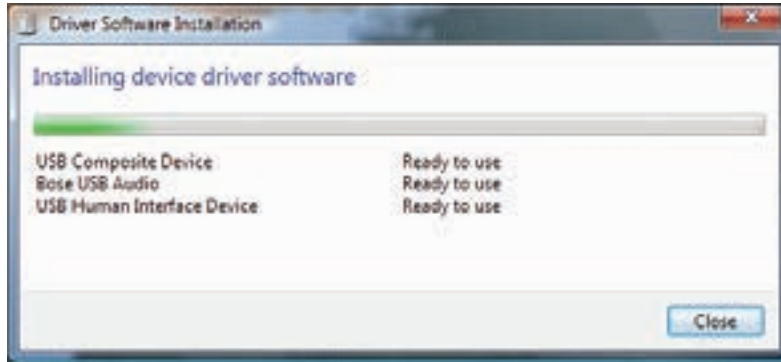 Driver Software Installation
Installing device driver software
USB Composite Device Ready to use
Bose USB Audio Ready to use
USB Human Interface Device Ready to use
Close